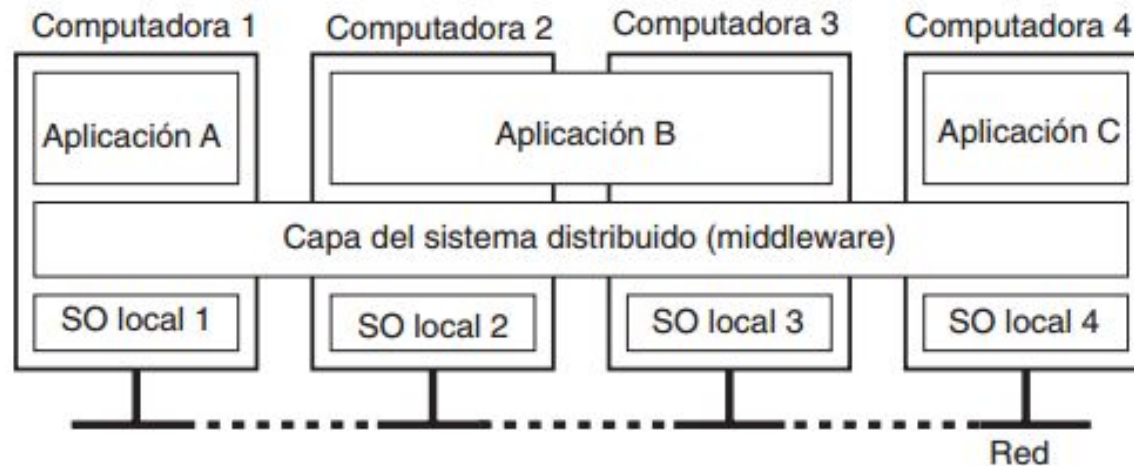 Computadora 1
Computadora 2
Computadora 3
Computadora 4
Aplicación A
Aplicación B
Aplicación C
Capa del sistema distribuido (middleware)
SO local 1
SO local 2
SO local 3
SO local 4
Red